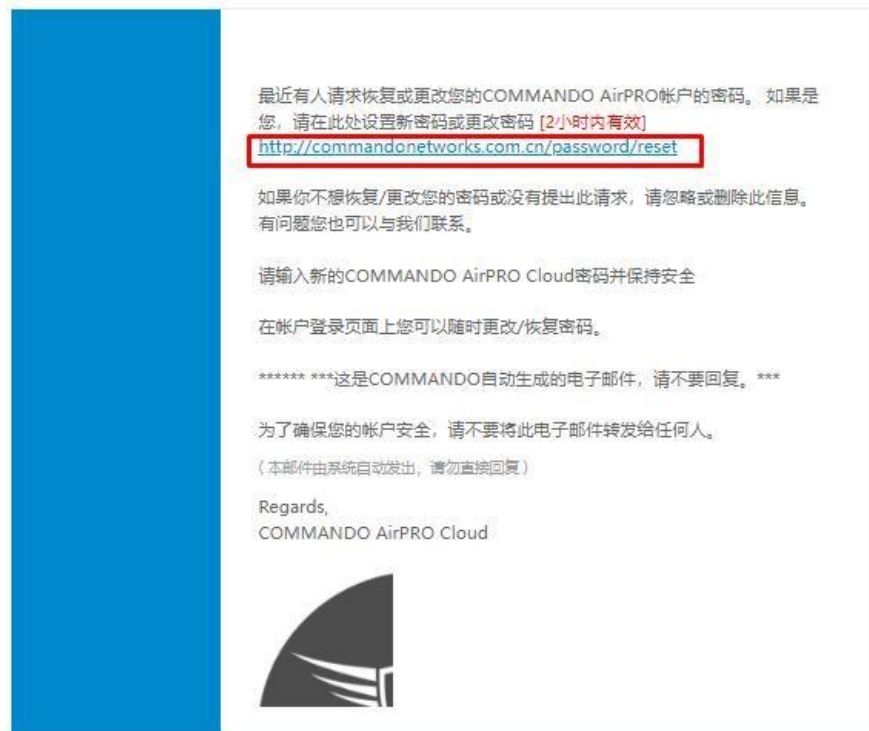 最近有人请求恢复或更改您的COMMANDO AirPRO帐户的密码。 如果是
您，请在此处设置新密码或更改密码 [2小时内有效]
http://commandonetworks.com.cn/password/reset
如果你不想恢复/更改您的密码或没有提出此请求，请忽略或删除此信息。
有问题您也可以与我们联系。
请输入新的COMMANDO AirPRO Cloud密码并保持安全
在帐户登录页面上您可以随时更改/恢复密码。
****** ***这是COMMANDO自动生成的电子邮件，请不要回复。***
为了确保您的帐户安全，请不要将此电子邮件转发给任何人。
（本邮件由系统自动发出，请勿直接回复）
Regards,
COMMANDO AirPRO Cloud